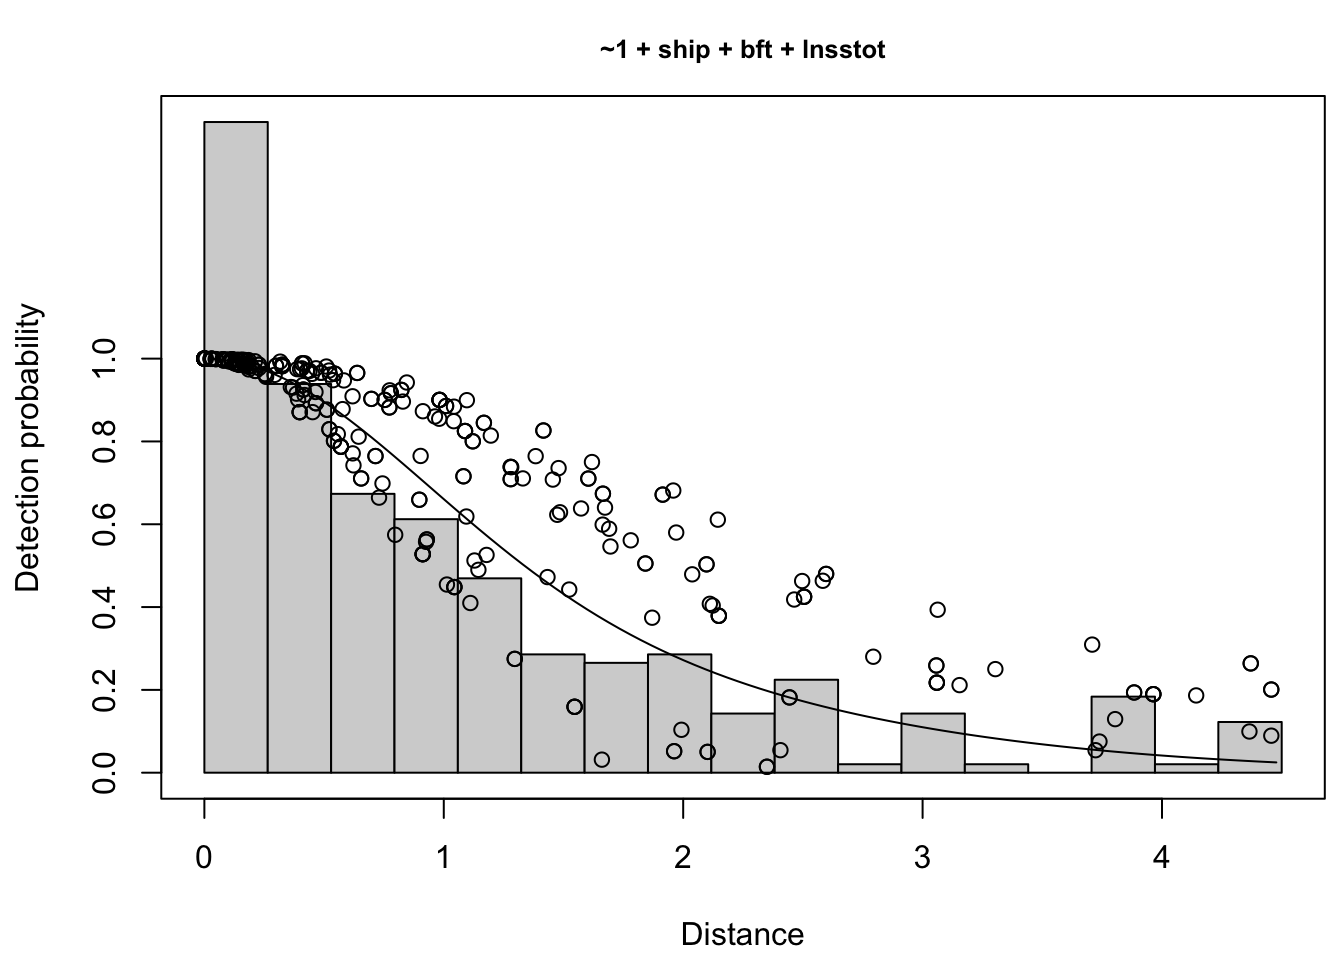 ~1 + ship + bft + lnsstot
Detection probability
1.0
0.8
0.6
0.4
0.2
0.0
0 1 2 3 4
Distance